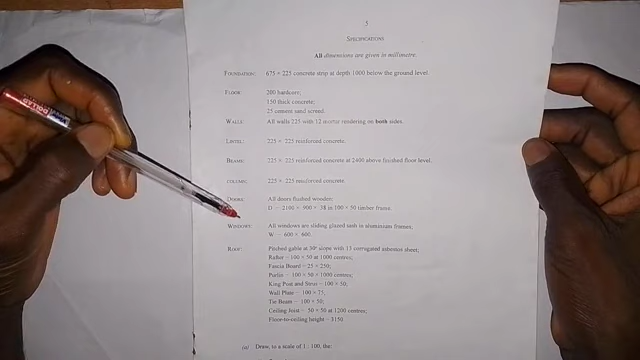 5
SPECIFICATIONS
All dimensions are given in millimetre.
FOUNDATION: 675 × 225 concrete strip at depth 1000 below the ground level.
FLOOR: 200 hardcore;
150 thick concrete;
25 cement sand screed.
WALLS: All walls 225 with 12 mortar rendering on both sides.
LINTEL: 225 × 225 reinforced concrete.
BEAMS: 225 × 225 reinforced concrete at 2400 above finished floor level.
COLUMN: 225 × 225 reinforced concrete.
DOORS: All doors flushed wooden;
D – 2100 × 900 × 38 in 100 × 50 timber frame.
WINDOWS: All windows are sliding glazed sash in aluminium frames;
W – 600 × 600.
ROOF: Pitched gable at 30° slope with 13 corrugated asbestos sheet;
Rafter – 100 × 50 at 1000 centres;
Fascia Board – 25 × 250;
Purlin – 100 × 50 × 1000 centres;
King Post and Struts – 100 × 50;
Wall Plate – 100 × 75;
Tie Beam – 100 × 50;
Ceiling Joist – 50 × 50 at 1200 centres;
Floor-to-ceiling height – 3150.
(a) Draw, to a scale of 1 : 100, the: